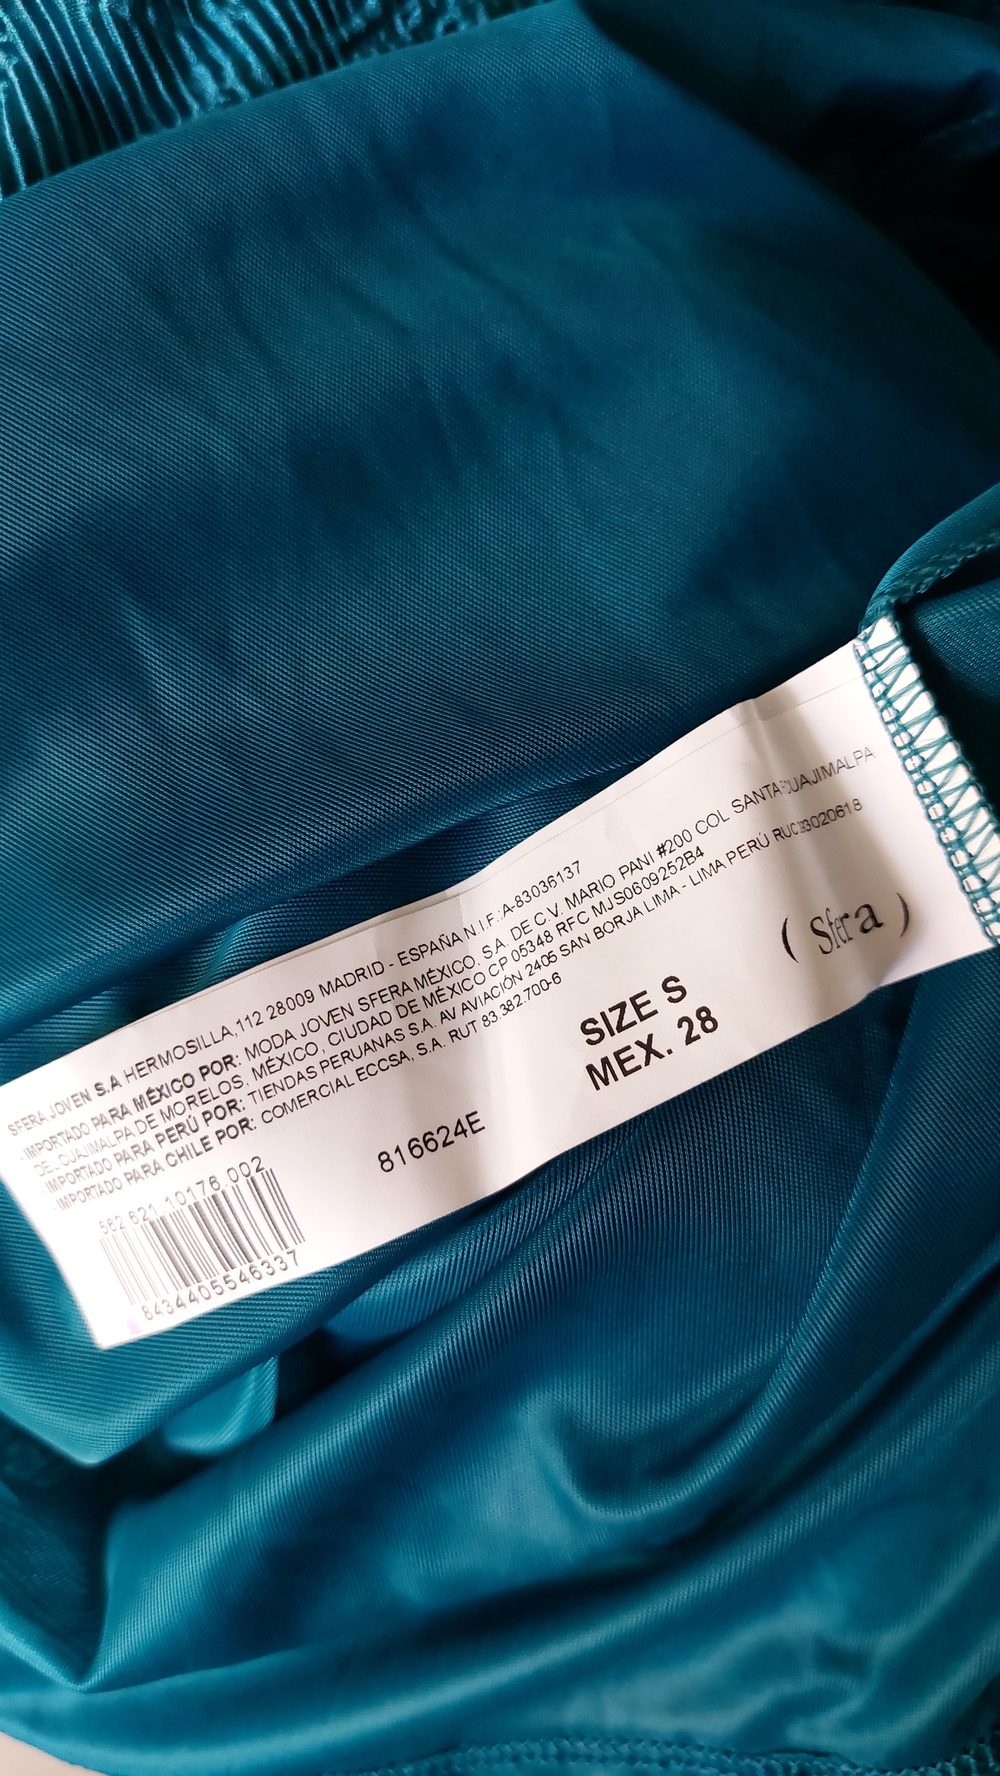 SFERA JOVEN S.A HERMOSILLA,112 28009 MADRID - ESPAÑA N.I.F.:A-83036137
-IMPORTADO PARA MÉXICO POR: MODA JOVEN SFERA MÉXICO, S.A. DE C.V. MARIO PANI #200 COL SANTA CUAJIMALPA
DEL CUAJIMALPA DE MORELOS, MÉXICO, CIUDAD DE MÉXICO CP 05348 RFC MJS0609252B4
- IMPORTADO PARA PERÚ POR: TIENDAS PERUANAS S.A. AV AVIACIÓN 2405 SAN BORJA LIMA - LIMA PERÚ
- IMPORTADO PARA CHILE POR: COMERCIAL ECCSA, S.A. RUT 83.382.700-6
( Sfera )
SIZE S
MEX. 28
816624E
562 621 10176 002
8434405546337